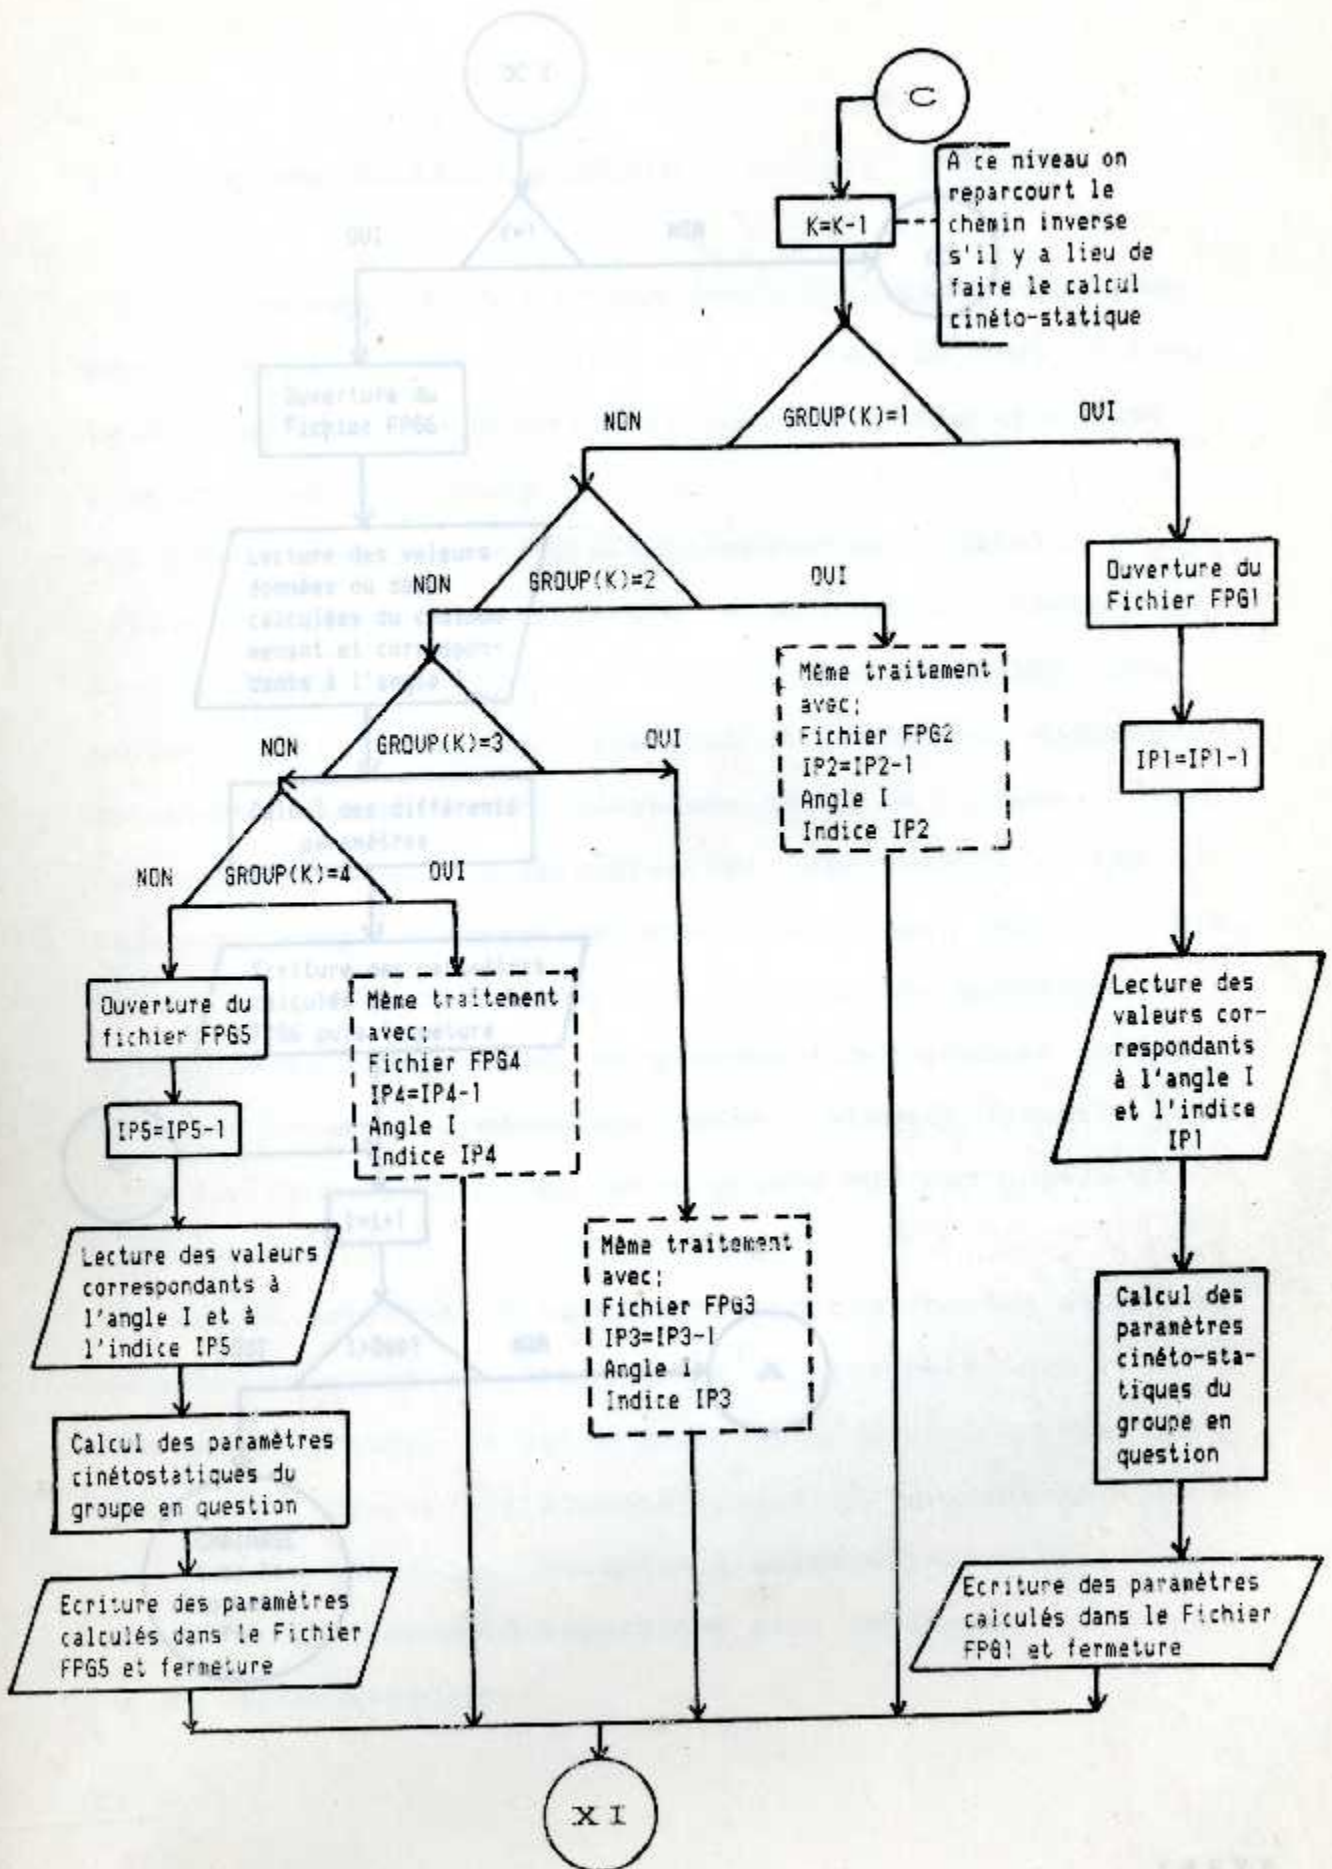 C
A ce niveau on
reparcourt le
chemin inverse
s'il y a lieu de
faire le calcul
cinéto-statique
K=K-1
NON
GROUP(K)=1
OUI
NON
GROUP(K)=2
OUI
Ouverture du
Fichier FPG1
Même traitement
avec;
Fichier FPG2
IP2=IP2-1
Angle I
Indice IP2
NON
GROUP(K)=3
OUI
IP1=IP1-1
NON
GROUP(K)=4
OUI
Ouverture du
fichier FPG5
Même traitement
avec;
Fichier FPG4
IP4=IP4-1
Angle I
Indice IP4
Lecture des
valeurs cor-
respondants
à l'angle I
et l'indice
IP1
IP5=IP5-1
Lecture des valeurs
correspondants à
l'angle I et à
l'indice IP5
Même traitement
avec;
Fichier FPG3
IP3=IP3-1
Angle I
Indice IP3
Calcul des
paramètres
cinéto-sta-
tiques du
groupe en
question
Calcul des paramètres
cinétostatiques du
groupe en question
Ecriture des paramètres
calculés dans le Fichier
FPG5 et fermeture
Ecriture des paramètres
calculés dans le Fichier
FPG1 et fermeture
XI
Ouverture du
Fichier FPG6
Lecture des valeurs